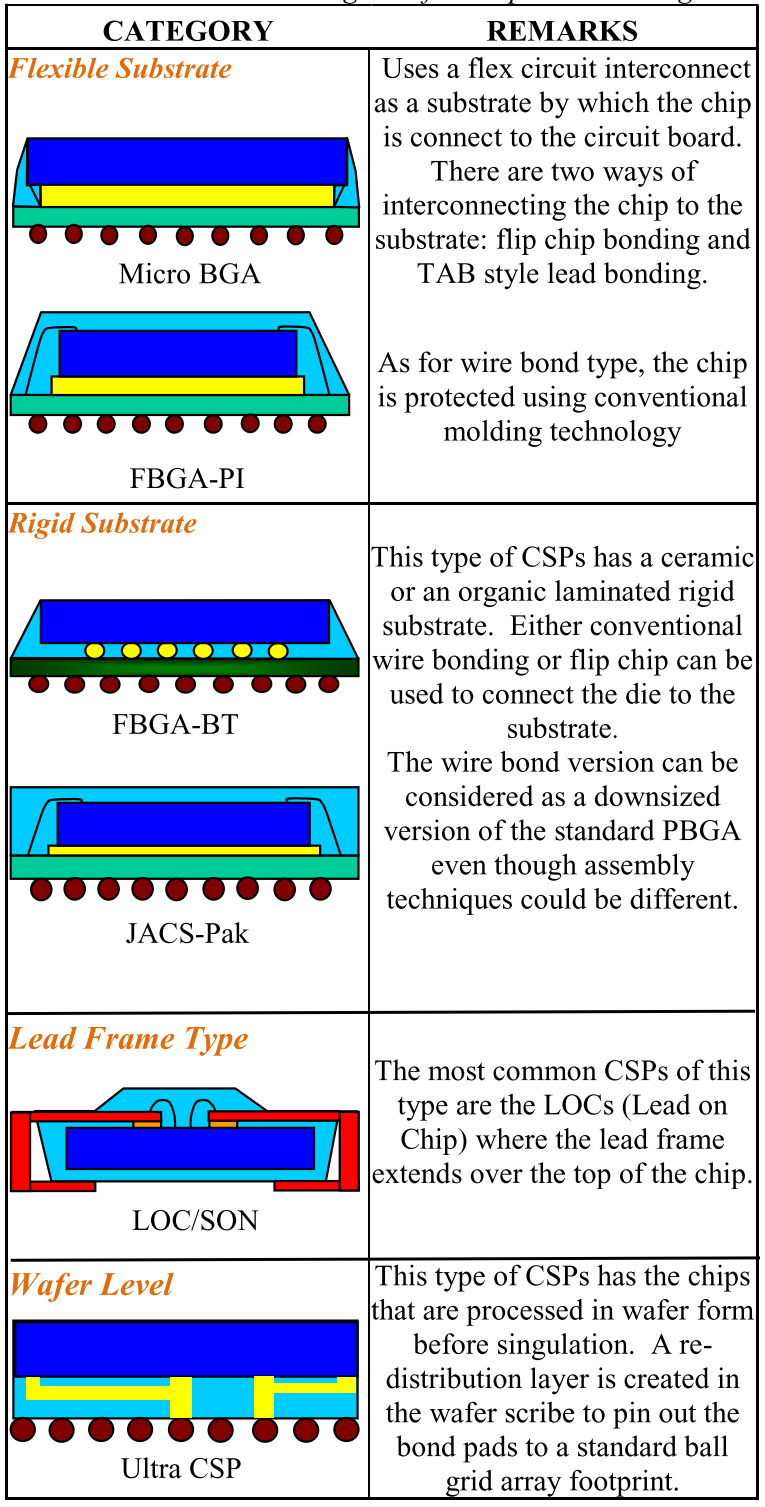 CATEGORY
REMARKS
Flexible Substrate
Micro BGA
FBGA-PI
Uses a flex circuit interconnect
as a substrate by which the chip
is connect to the circuit board.
There are two ways of
interconnecting the chip to the
substrate: flip chip bonding and
TAB style lead bonding.
As for wire bond type, the chip
is protected using conventional
molding technology
Rigid Substrate
FBGA-BT
JACS-Pak
This type of CSPs has a ceramic
or an organic laminated rigid
substrate. Either conventional
wire bonding or flip chip can be
used to connect the die to the
substrate.
The wire bond version can be
considered as a downsized
version of the standard PBGA
even though assembly
techniques could be different.
Lead Frame Type
LOC/SON
The most common CSPs of this
type are the LOCs (Lead on
Chip) where the lead frame
extends over the top of the chip.
Wafer Level
Ultra CSP
This type of CSPs has the chips
that are processed in wafer form
before singulation. A re-
distribution layer is created in
the wafer scribe to pin out the
bond pads to a standard ball
grid array footprint.